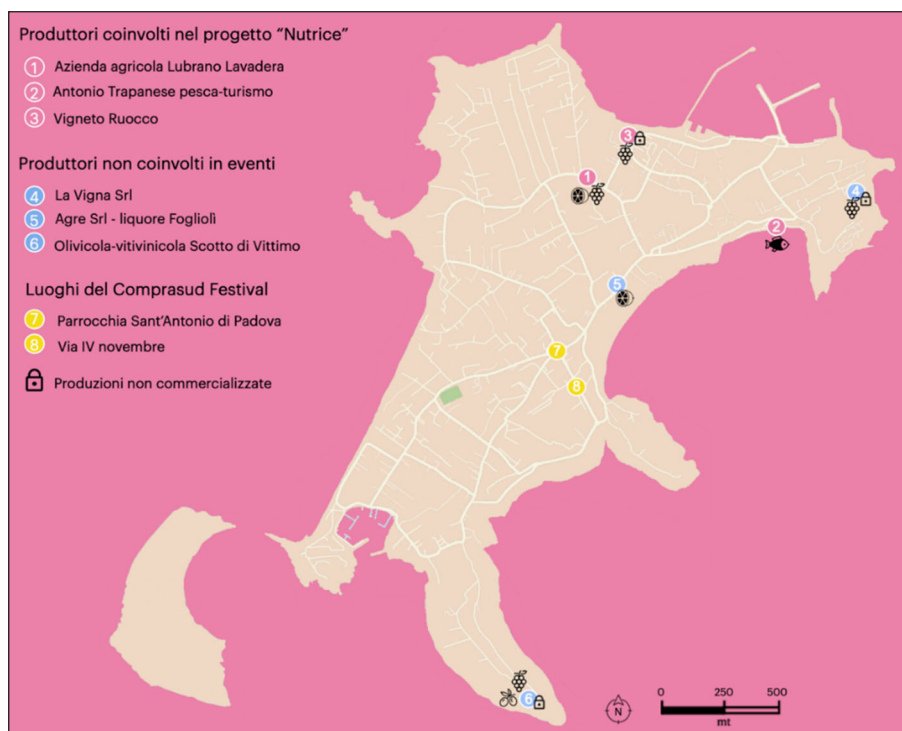 Produttori coinvolti nel progetto “Nutrice”
1 Azienda agricola Lubrano Lavadera
2 Antonio Trapanese pesca-turismo
3 Vigneto Ruocco
Produttori non coinvolti in eventi
4 La Vigna Srl
5 Agre Srl - liquore Fogliolì
6 Olivicola-vitivinicola Scotto di Vittimo
Luoghi del Comprasud Festival
7 Parrocchia Sant’Antonio di Padova
8 Via IV novembre
Produzioni non commercializzate
3
1
4
2
5
7
8
6
N
0 250 500
mt